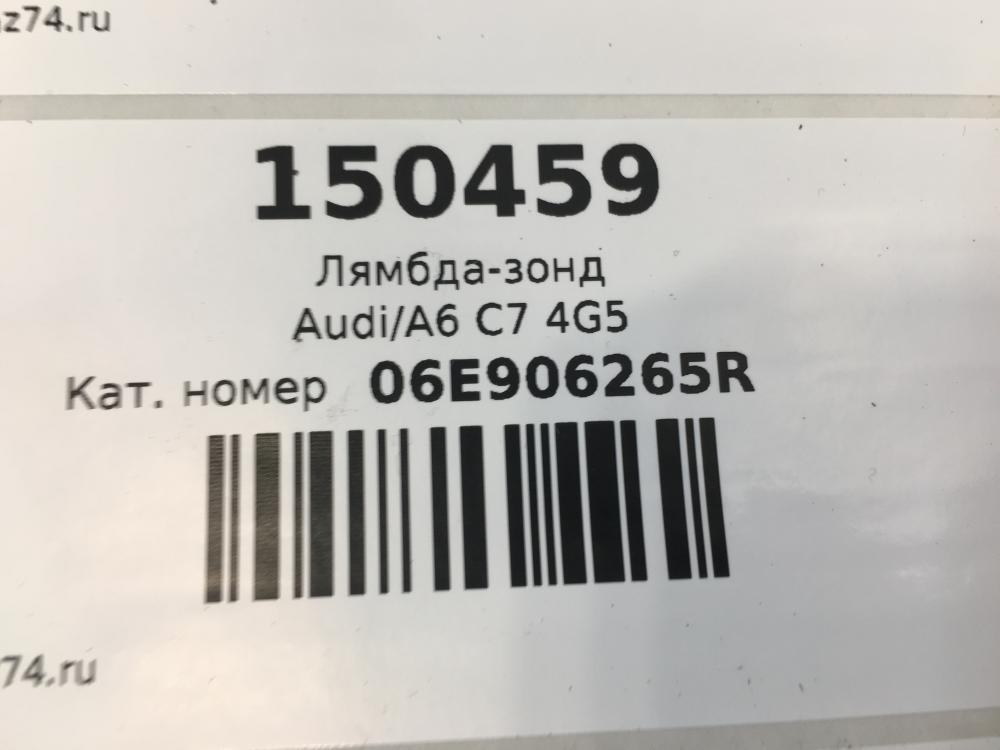 z74.ru
150459
Лямбда-зонд
Audi/A6 C7 4G5
Кат. номер 06E906265R
74.ru